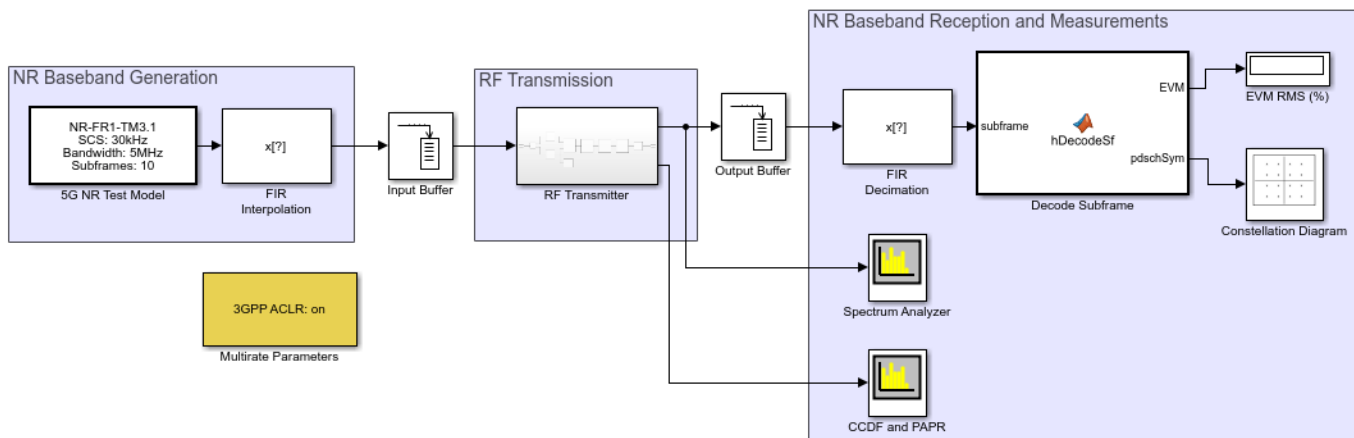 NR Baseband Generation
NR-FR1-TM3.1
SCS: 30kHz
Bandwidth: 5MHz
Subframes: 10
5G NR Test Model
x[?]
FIR
Interpolation
Input Buffer
RF Transmission
RF Transmitter
Output Buffer
NR Baseband Reception and Measurements
x[?]
FIR
Decimation
subframe
hDecodeSf
EVM
pdschSym
Decode Subframe
EVM RMS (%)
Constellation Diagram
Spectrum Analyzer
CCDF and PAPR
3GPP ACLR: on
Multirate Parameters